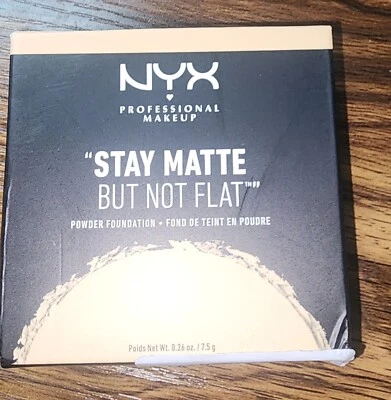 NYX
PROFESSIONAL
MAKEUP
"STAY MATTE
BUT NOT FLAT™"
POWDER FOUNDATION • FOND DE TEINT EN POUDRE
Poids Net Wt. 0.26 oz. / 7.5 g